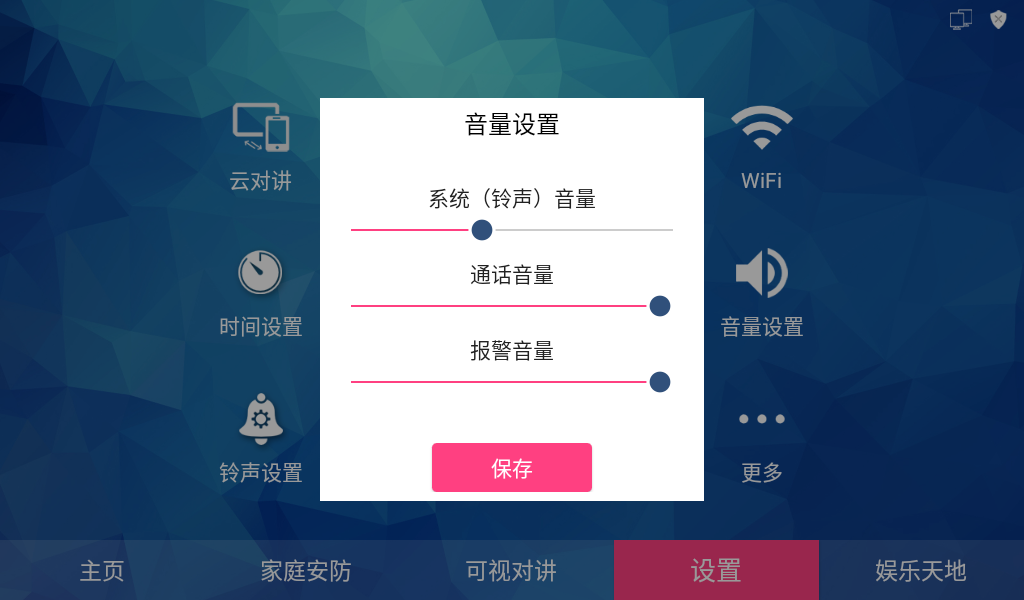 音量设置
系统（铃声）音量
通话音量
报警音量
保存
云对讲
WiFi
时间设置
音量设置
铃声设置
更多
主页
家庭安防
可视对讲
设置
娱乐天地